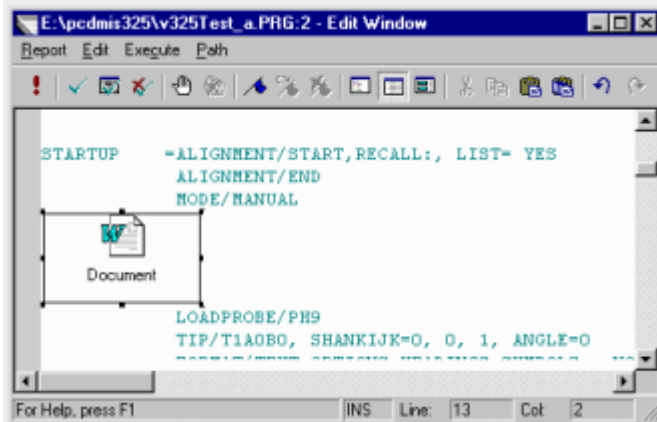 E:\pcdmis325\v325Test_a.PRG:2 - Edit Window
Report Edit Execute Path
STARTUP =ALIGNMENT/START,RECALL:, LIST= YES
ALIGNMENT/END
MODE/MANUAL
W
Document
LOADPROBE/PH9
TIP/T1A0B0, SHANKIJK=0, 0, 1, ANGLE=0
For Help, press F1 INS Line: 13 Col: 2